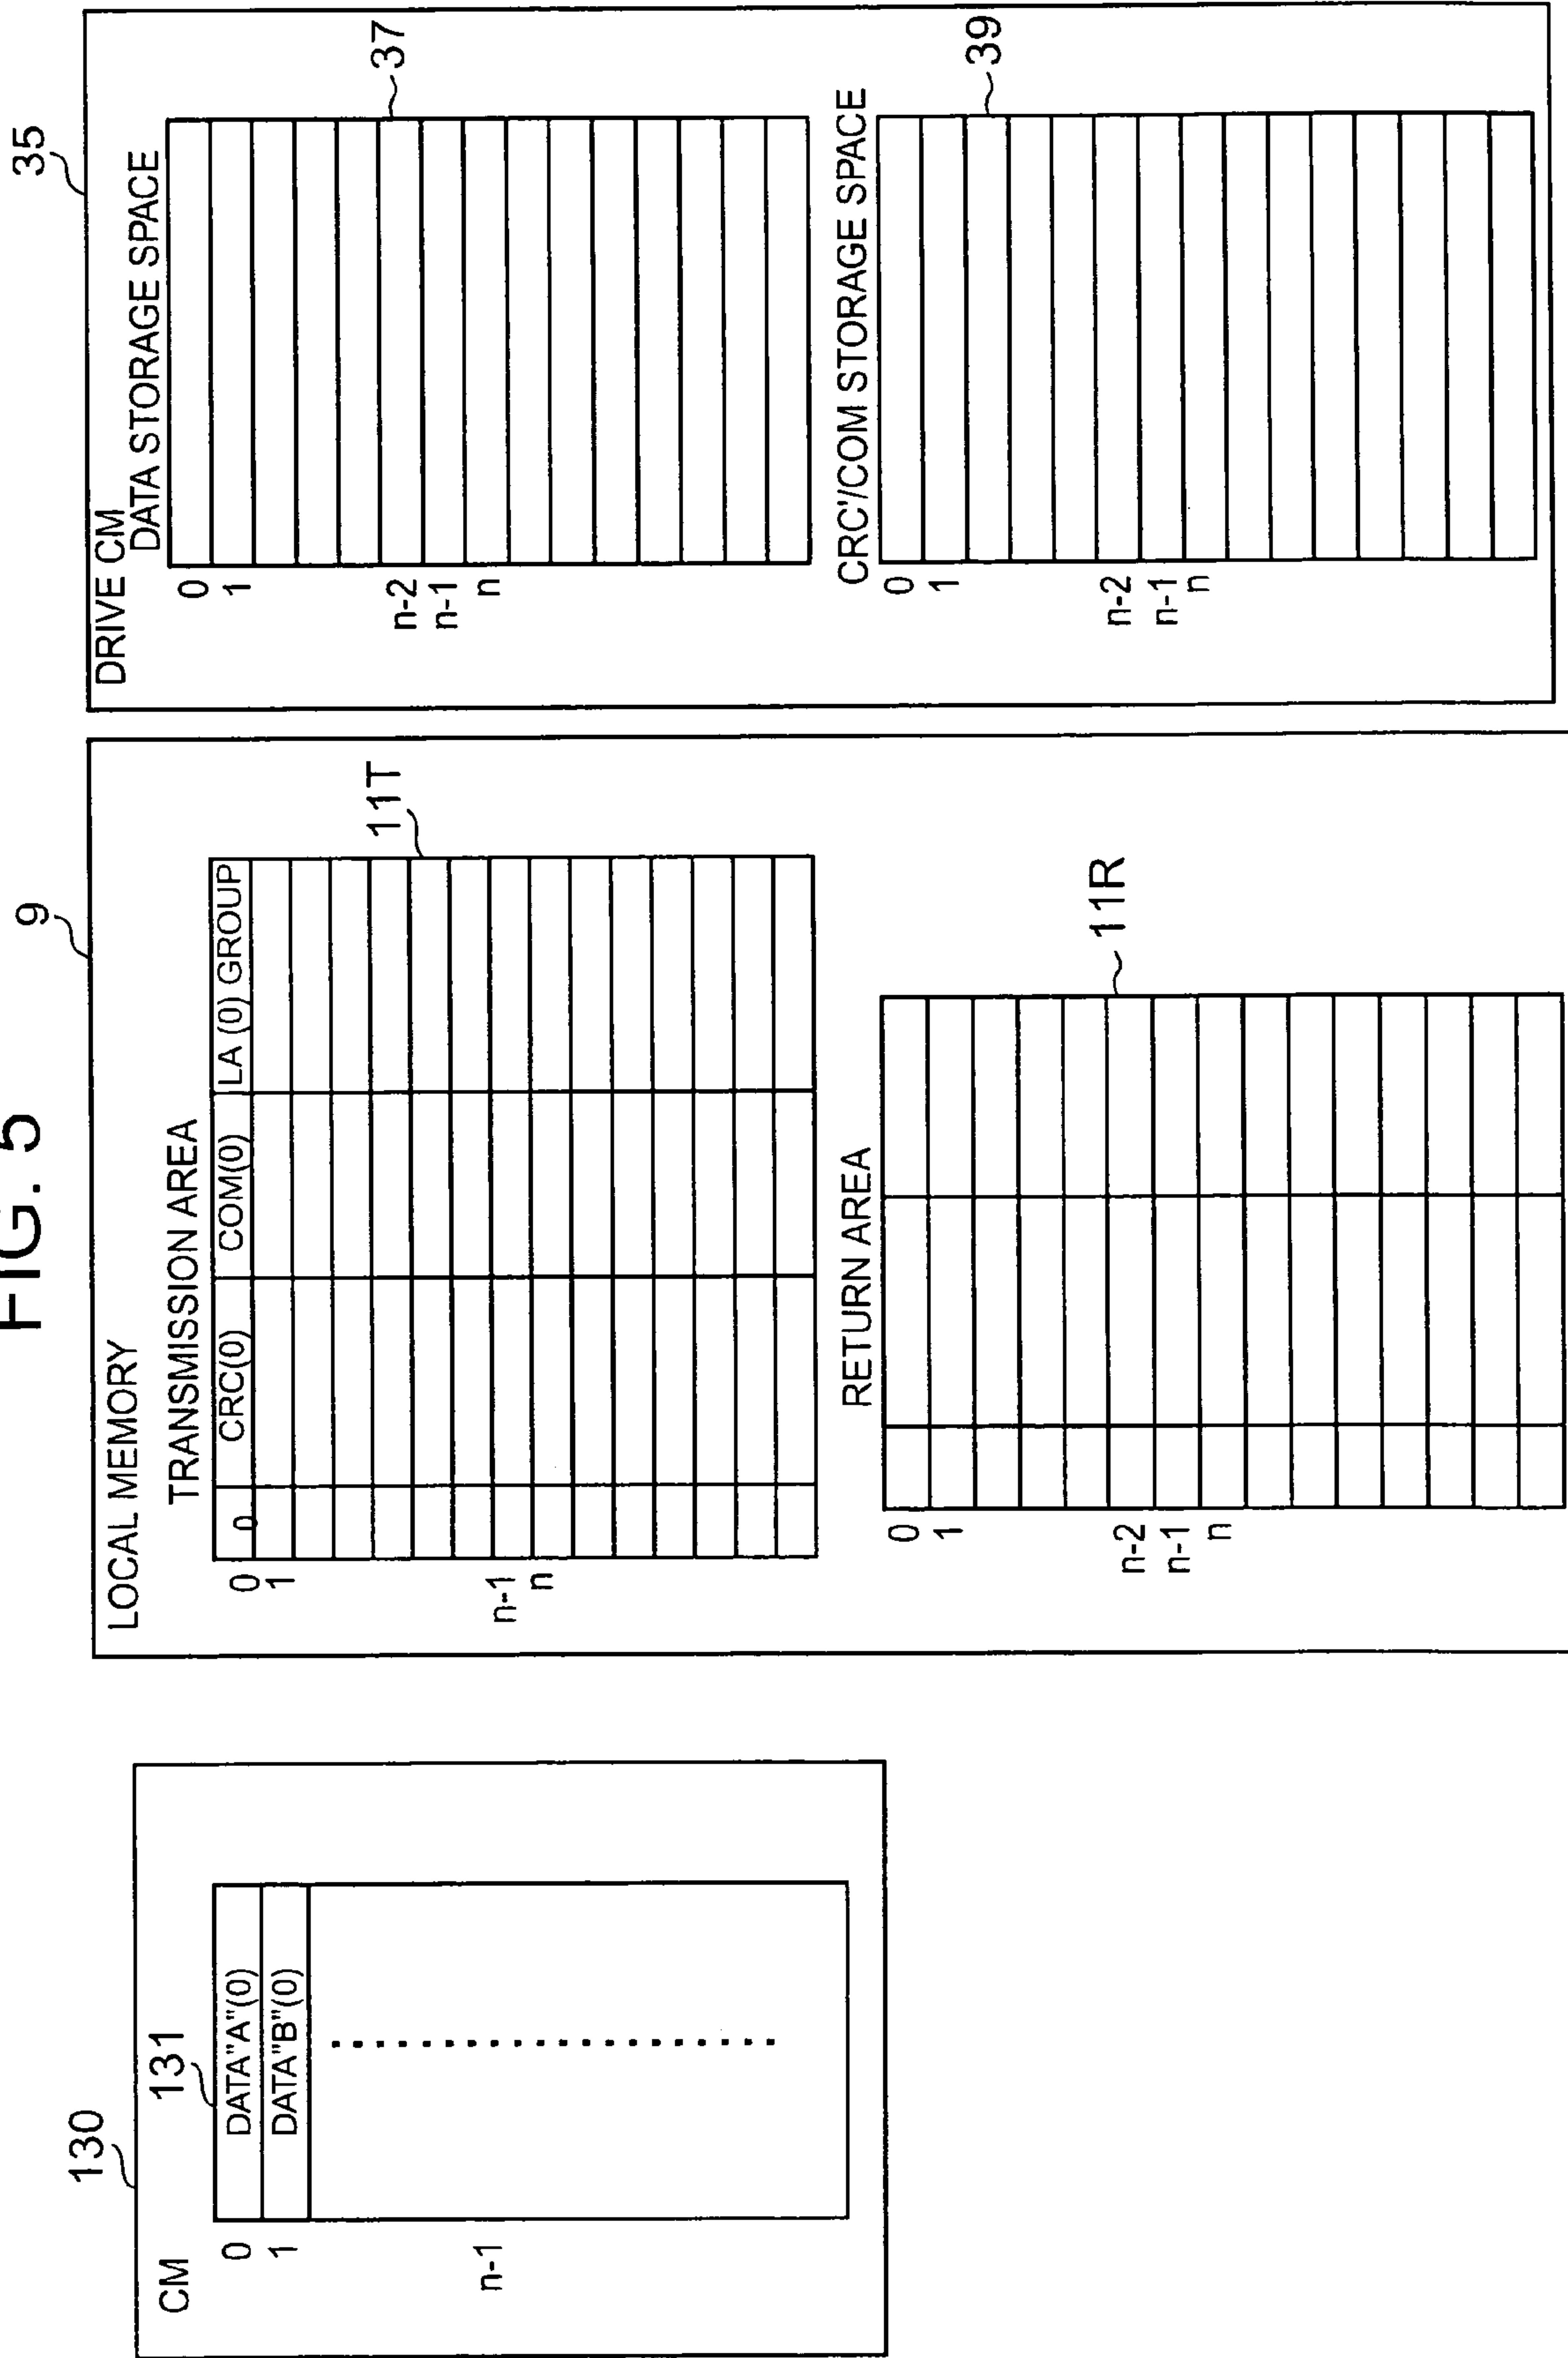 FIG. 5
130
131
CM
0
DATA"A"(0)
1
DATA"B"(0)
n-1
9
LOCAL MEMORY
TRANSMISSION AREA
0
0
CRC(0)
COM(0)
LA (0) GROUP
1
n-1
n
11T
RETURN AREA
0
1
n-2
n-1
n
11R
35
DRIVE CM
DATA STORAGE SPACE
0
1
n-2
n-1
n
37
CRC'/COM STORAGE SPACE
0
1
n-2
n-1
n
39